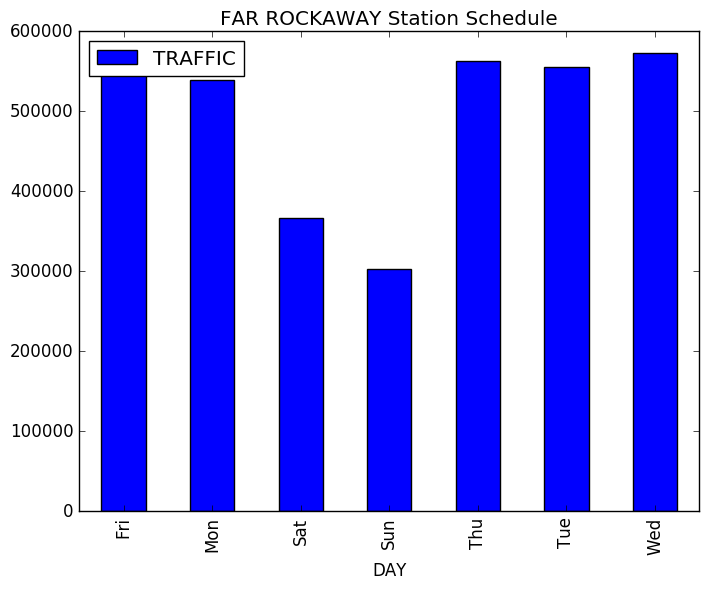 FAR ROCKAWAY Station Schedule
600000
TRAFFIC
500000
400000
300000
200000
100000
0
Fri
Mon
Sat
Sun
Thu
Tue
Wed
DAY